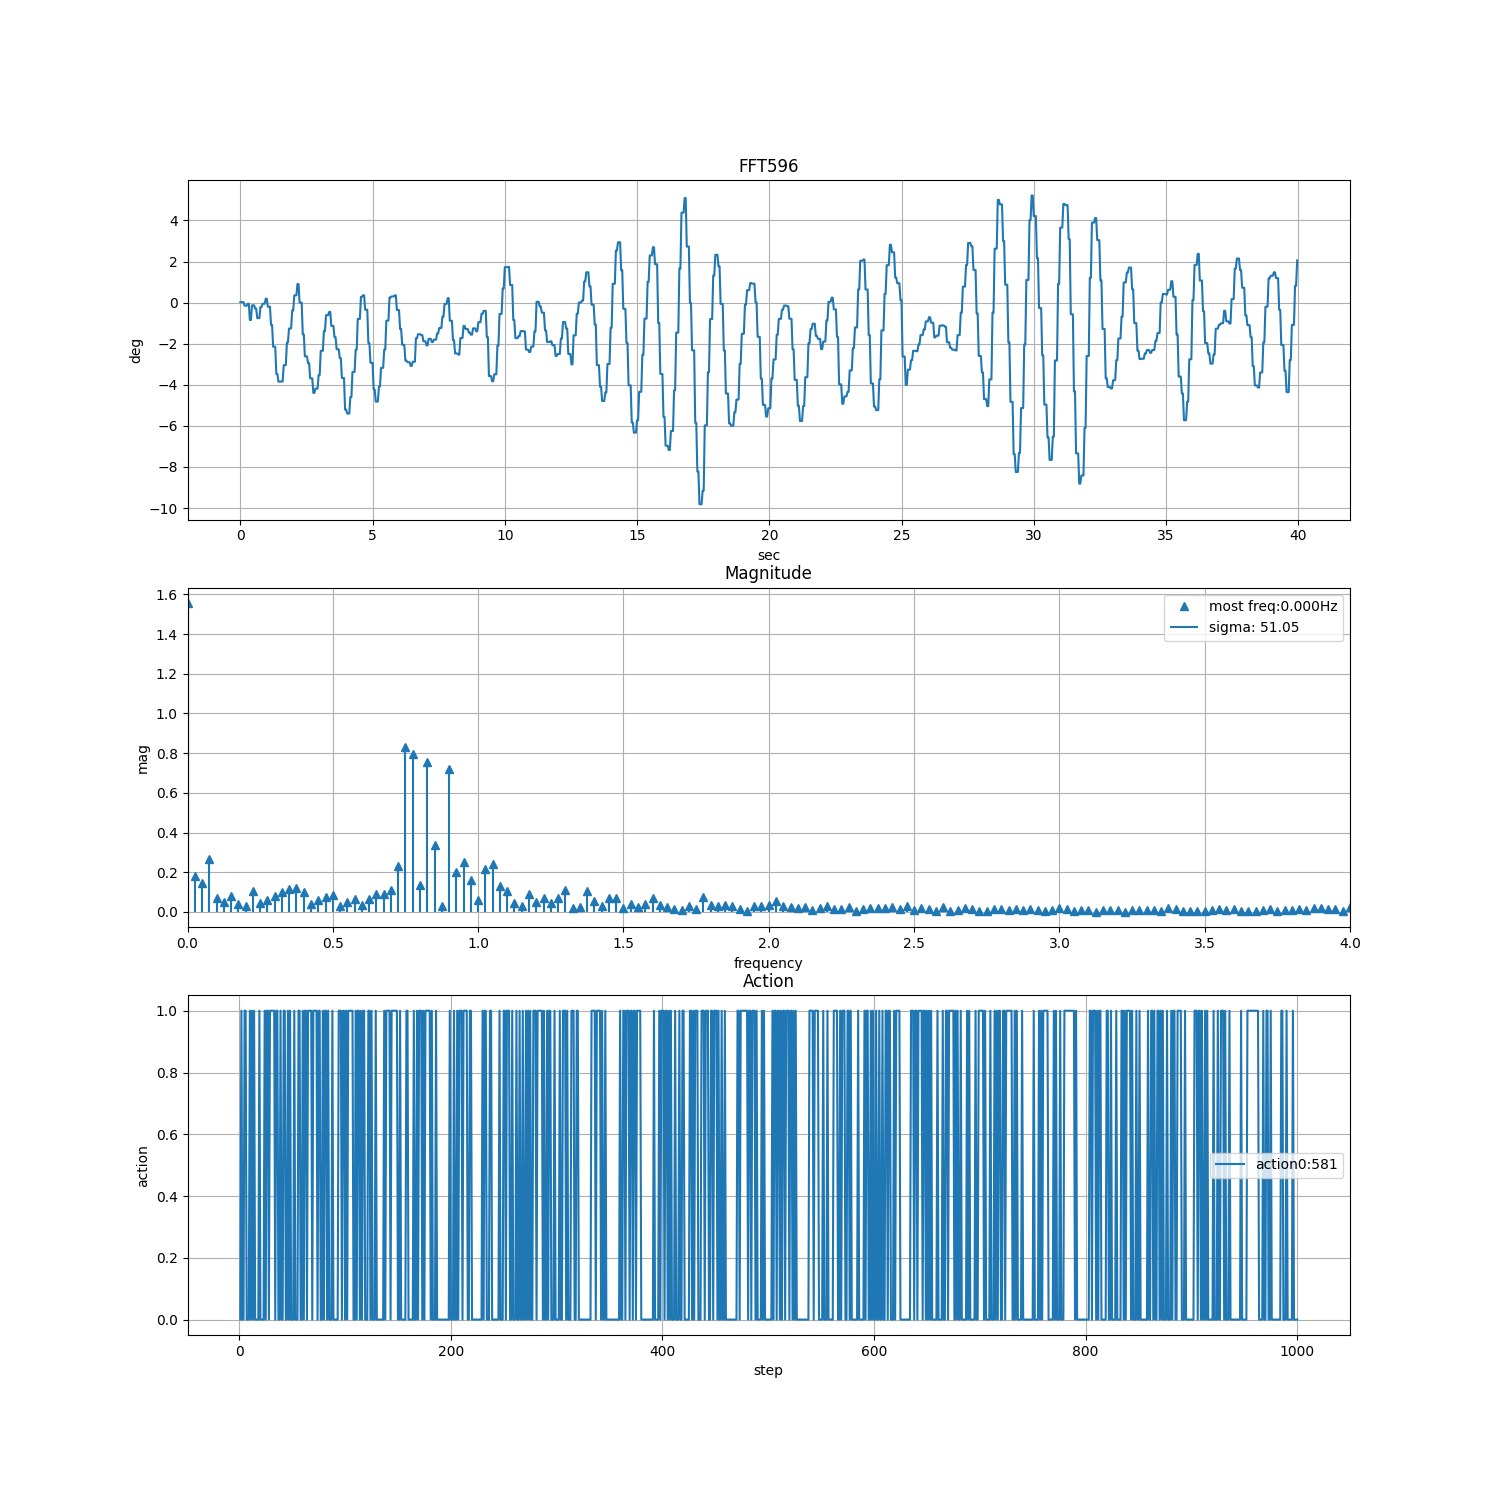 FFT596
4
2
0
−2
−4
−6
−8
−10
deg
0 5 10 15 20 25 30 35 40
sec
Magnitude
1.6
1.4
1.2
1.0
0.8
0.6
0.4
0.2
0.0
mag
most freq:0.000Hz
sigma: 51.05
0.0 0.5 1.0 1.5 2.0 2.5 3.0 3.5 4.0
frequency
Action
1.0
0.8
0.6
0.4
0.2
0.0
action
action0:581
0 200 400 600 800 1000
step